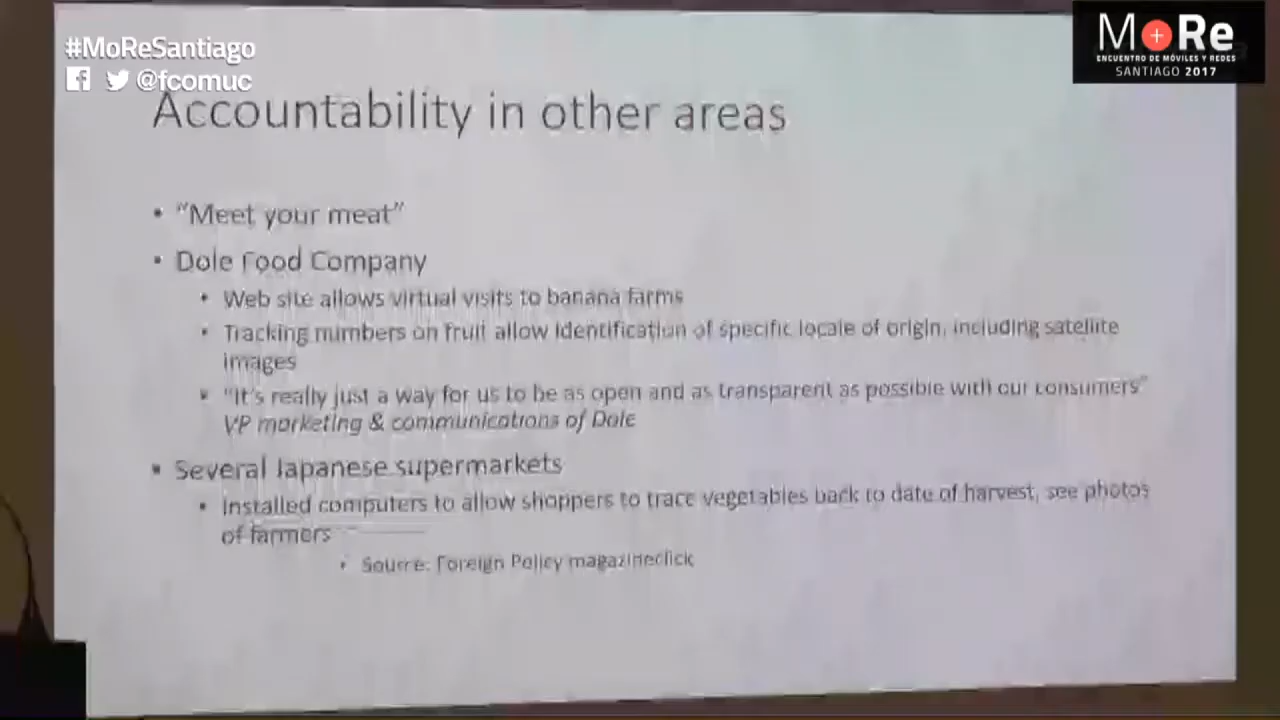 #MoReSantiago
@fcomuc
MoRe
ENCUENTRO DE MÓVILES Y REDES
SANTIAGO 2017
Accountability in other areas
• “Meet your meat”
• Dole Food Company
• Web site allows virtual visits to banana farms
• Tracking numbers on fruit allow identification of specific locale of origin, including satellite
images
• “It’s really just a way for us to be as open and as transparent as possible with our consumers”
VP marketing & communications of Dole
• Several Japanese supermarkets
• Installed computers to allow shoppers to trace vegetables back to date of harvest, see photos
of farmers
• Source: Foreign Policy magazineclick